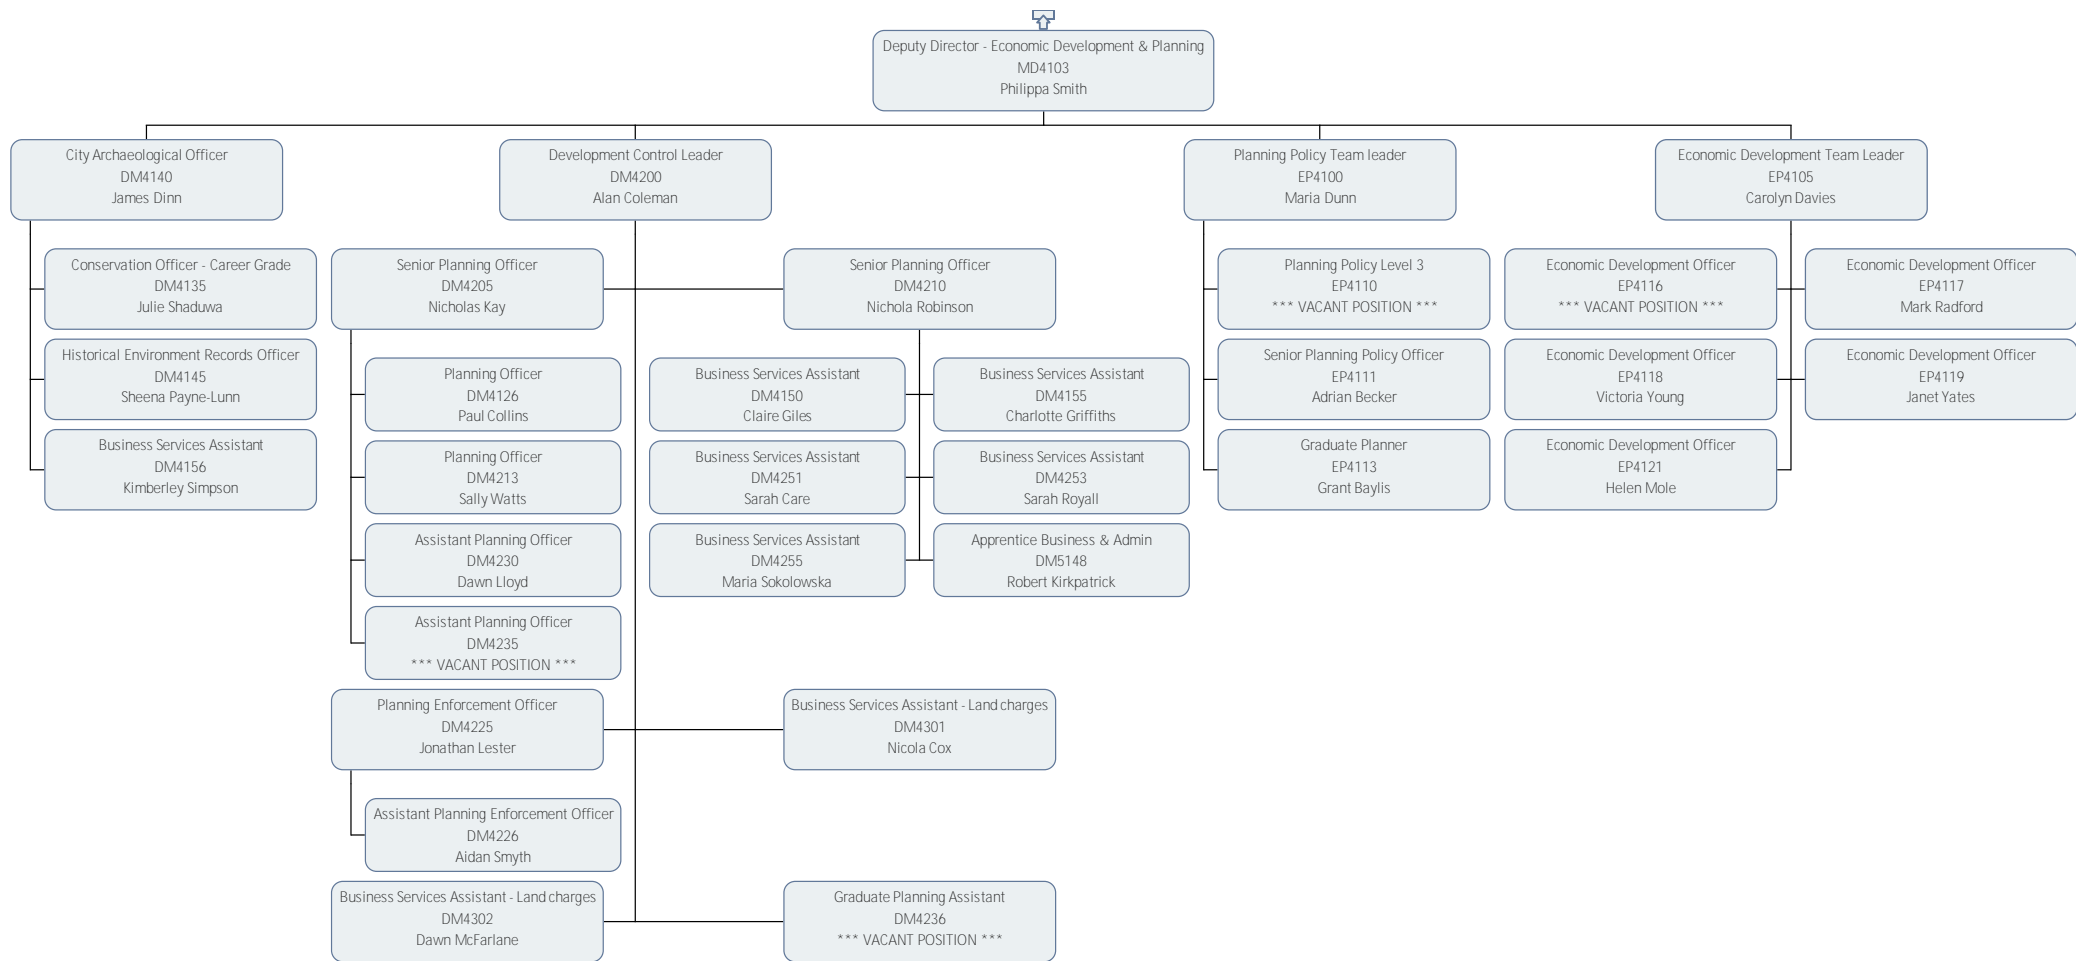 Deputy Director - Economic Development & Planning
MD4103
Philippa Smith
City Archaeological Officer
DM4140
James Dinn
Development Control Leader
DM4200
Alan Coleman
Planning Policy Team leader
EP4100
Maria Dunn
Economic Development Team Leader
EP4105
Carolyn Davies
Conservation Officer - Career Grade
DM4135
Julie Shaduwa
Historical Environment Records Officer
DM4145
Sheena Payne-Lunn
Business Services Assistant
DM4156
Kimberley Simpson
Senior Planning Officer
DM4205
Nicholas Kay
Planning Officer
DM4126
Paul Collins
Planning Officer
DM4213
Sally Watts
Assistant Planning Officer
DM4230
Dawn Lloyd
Assistant Planning Officer
DM4235
*** VACANT POSITION ***
Senior Planning Officer
DM4210
Nichola Robinson
Business Services Assistant
DM4150
Claire Giles
Business Services Assistant
DM4155
Charlotte Griffiths
Business Services Assistant
DM4251
Sarah Care
Business Services Assistant
DM4253
Sarah Royall
Business Services Assistant
DM4255
Maria Sokolowska
Apprentice Business & Admin
DM5148
Robert Kirkpatrick
Planning Enforcement Officer
DM4225
Jonathan Lester
Assistant Planning Enforcement Officer
DM4226
Aidan Smyth
Business Services Assistant - Land charges
DM4301
Nicola Cox
Business Services Assistant - Land charges
DM4302
Dawn McFarlane
Graduate Planning Assistant
DM4236
*** VACANT POSITION ***
Planning Policy Level 3
EP4110
*** VACANT POSITION ***
Senior Planning Policy Officer
EP4111
Adrian Becker
Graduate Planner
EP4113
Grant Baylis
Economic Development Officer
EP4116
*** VACANT POSITION ***
Economic Development Officer
EP4117
Mark Radford
Economic Development Officer
EP4118
Victoria Young
Economic Development Officer
EP4119
Janet Yates
Economic Development Officer
EP4121
Helen Mole